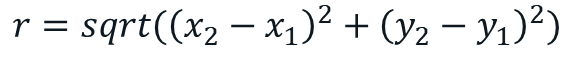 r = sqrt((x₂ − x₁)² + (y₂ − y₁)²)